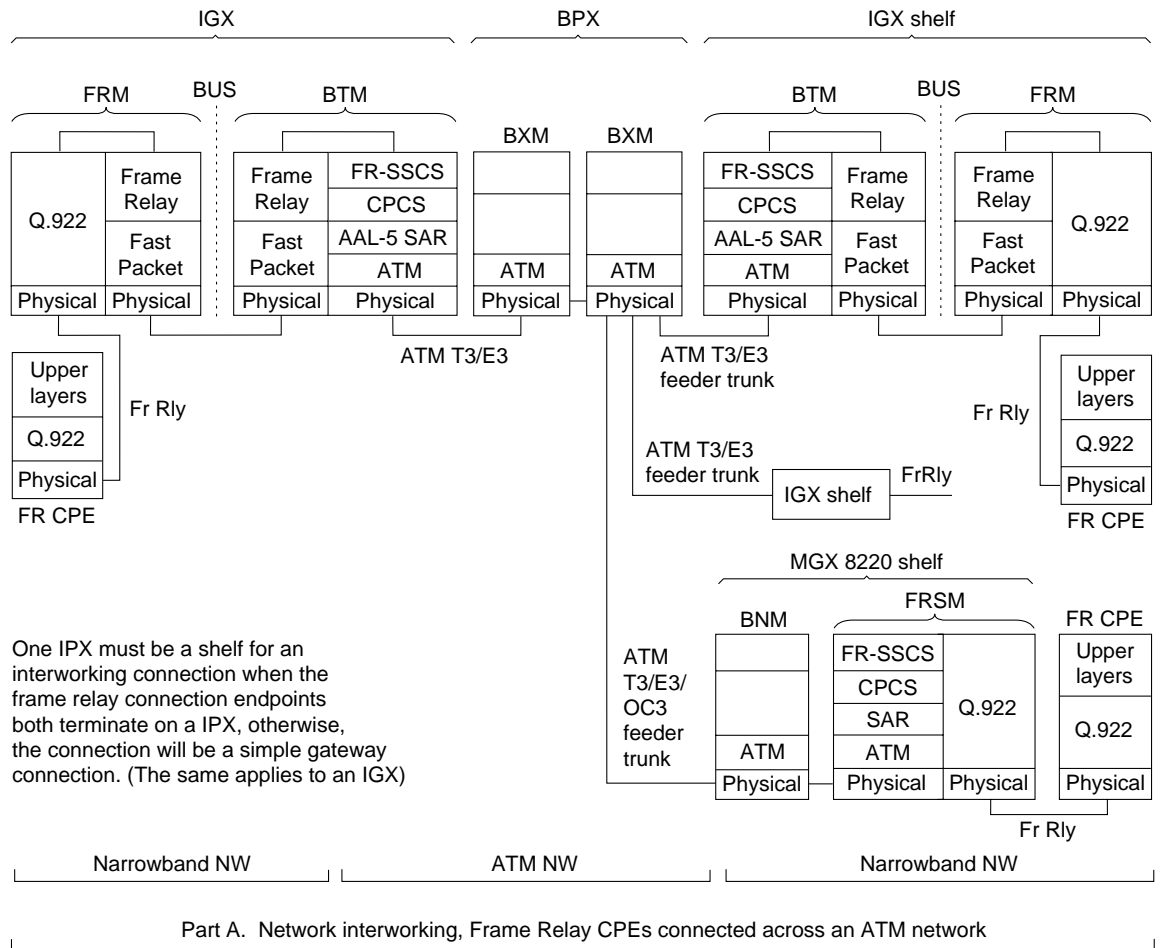 IGX
BPX
IGX shelf
FRM
BUS
BTM
BXM
BXM
BTM
BUS
FRM
Q.922
Physical
Frame
Relay
Fast
Packet
Physical
Frame
Relay
Fast
Packet
Physical
FR-SSCS
CPCS
AAL-5 SAR
ATM
Physical
ATM
Physical
ATM
Physical
FR-SSCS
CPCS
AAL-5 SAR
ATM
Physical
Frame
Relay
Fast
Packet
Physical
Frame
Relay
Fast
Packet
Physical
Q.922
Physical
ATM T3/E3
ATM T3/E3
feeder trunk
Upper
layers
Q.922
Physical
FR CPE
Fr Rly
Fr Rly
Upper
layers
Q.922
Physical
FR CPE
ATM T3/E3
feeder trunk
IGX shelf
FrRly
MGX 8220 shelf
BNM
FRSM
FR CPE
ATM
T3/E3/
OC3
feeder
trunk
ATM
Physical
FR-SSCS
CPCS
SAR
ATM
Physical
Q.922
Physical
Upper
layers
Q.922
Physical
Fr Rly
One IPX must be a shelf for an
interworking connection when the
frame relay connection endpoints
both terminate on a IPX, otherwise,
the connection will be a simple gateway
connection. (The same applies to an IGX)
Narrowband NW
ATM NW
Narrowband NW
Part A. Network interworking, Frame Relay CPEs connected across an ATM network